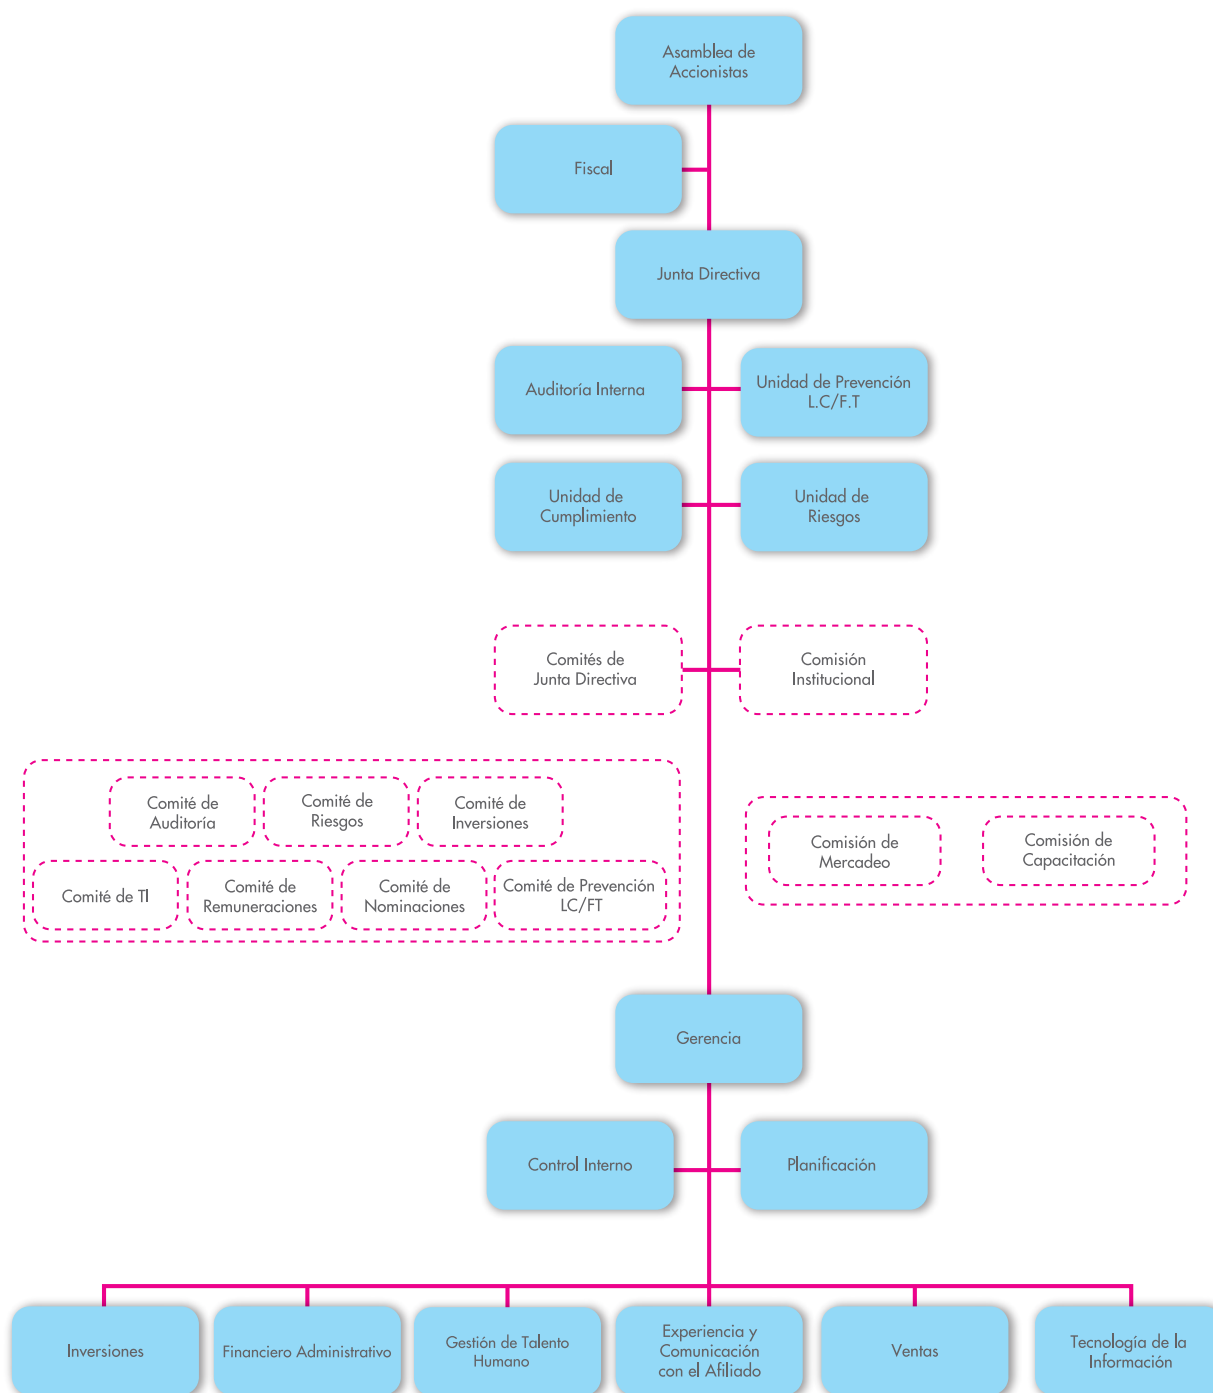 Asamblea de
Accionistas
Fiscal
Junta Directiva
Auditoría Interna
Unidad de Prevención
L.C/F.T
Unidad de
Cumplimiento
Unidad de
Riesgos
Comités de
Junta Directiva
Comisión
Institucional
Comité de
Auditoría
Comité de
Riesgos
Comité de
Inversiones
Comité de TI
Comité de
Remuneraciones
Comité de
Nominaciones
Comité de Prevención
LC/FT
Comisión de
Mercadeo
Comisión de
Capacitación
Gerencia
Control Interno
Planificación
Inversiones
Financiero Administrativo
Gestión de Talento
Humano
Experiencia y
Comunicación
con el Afiliado
Ventas
Tecnología de la
Información